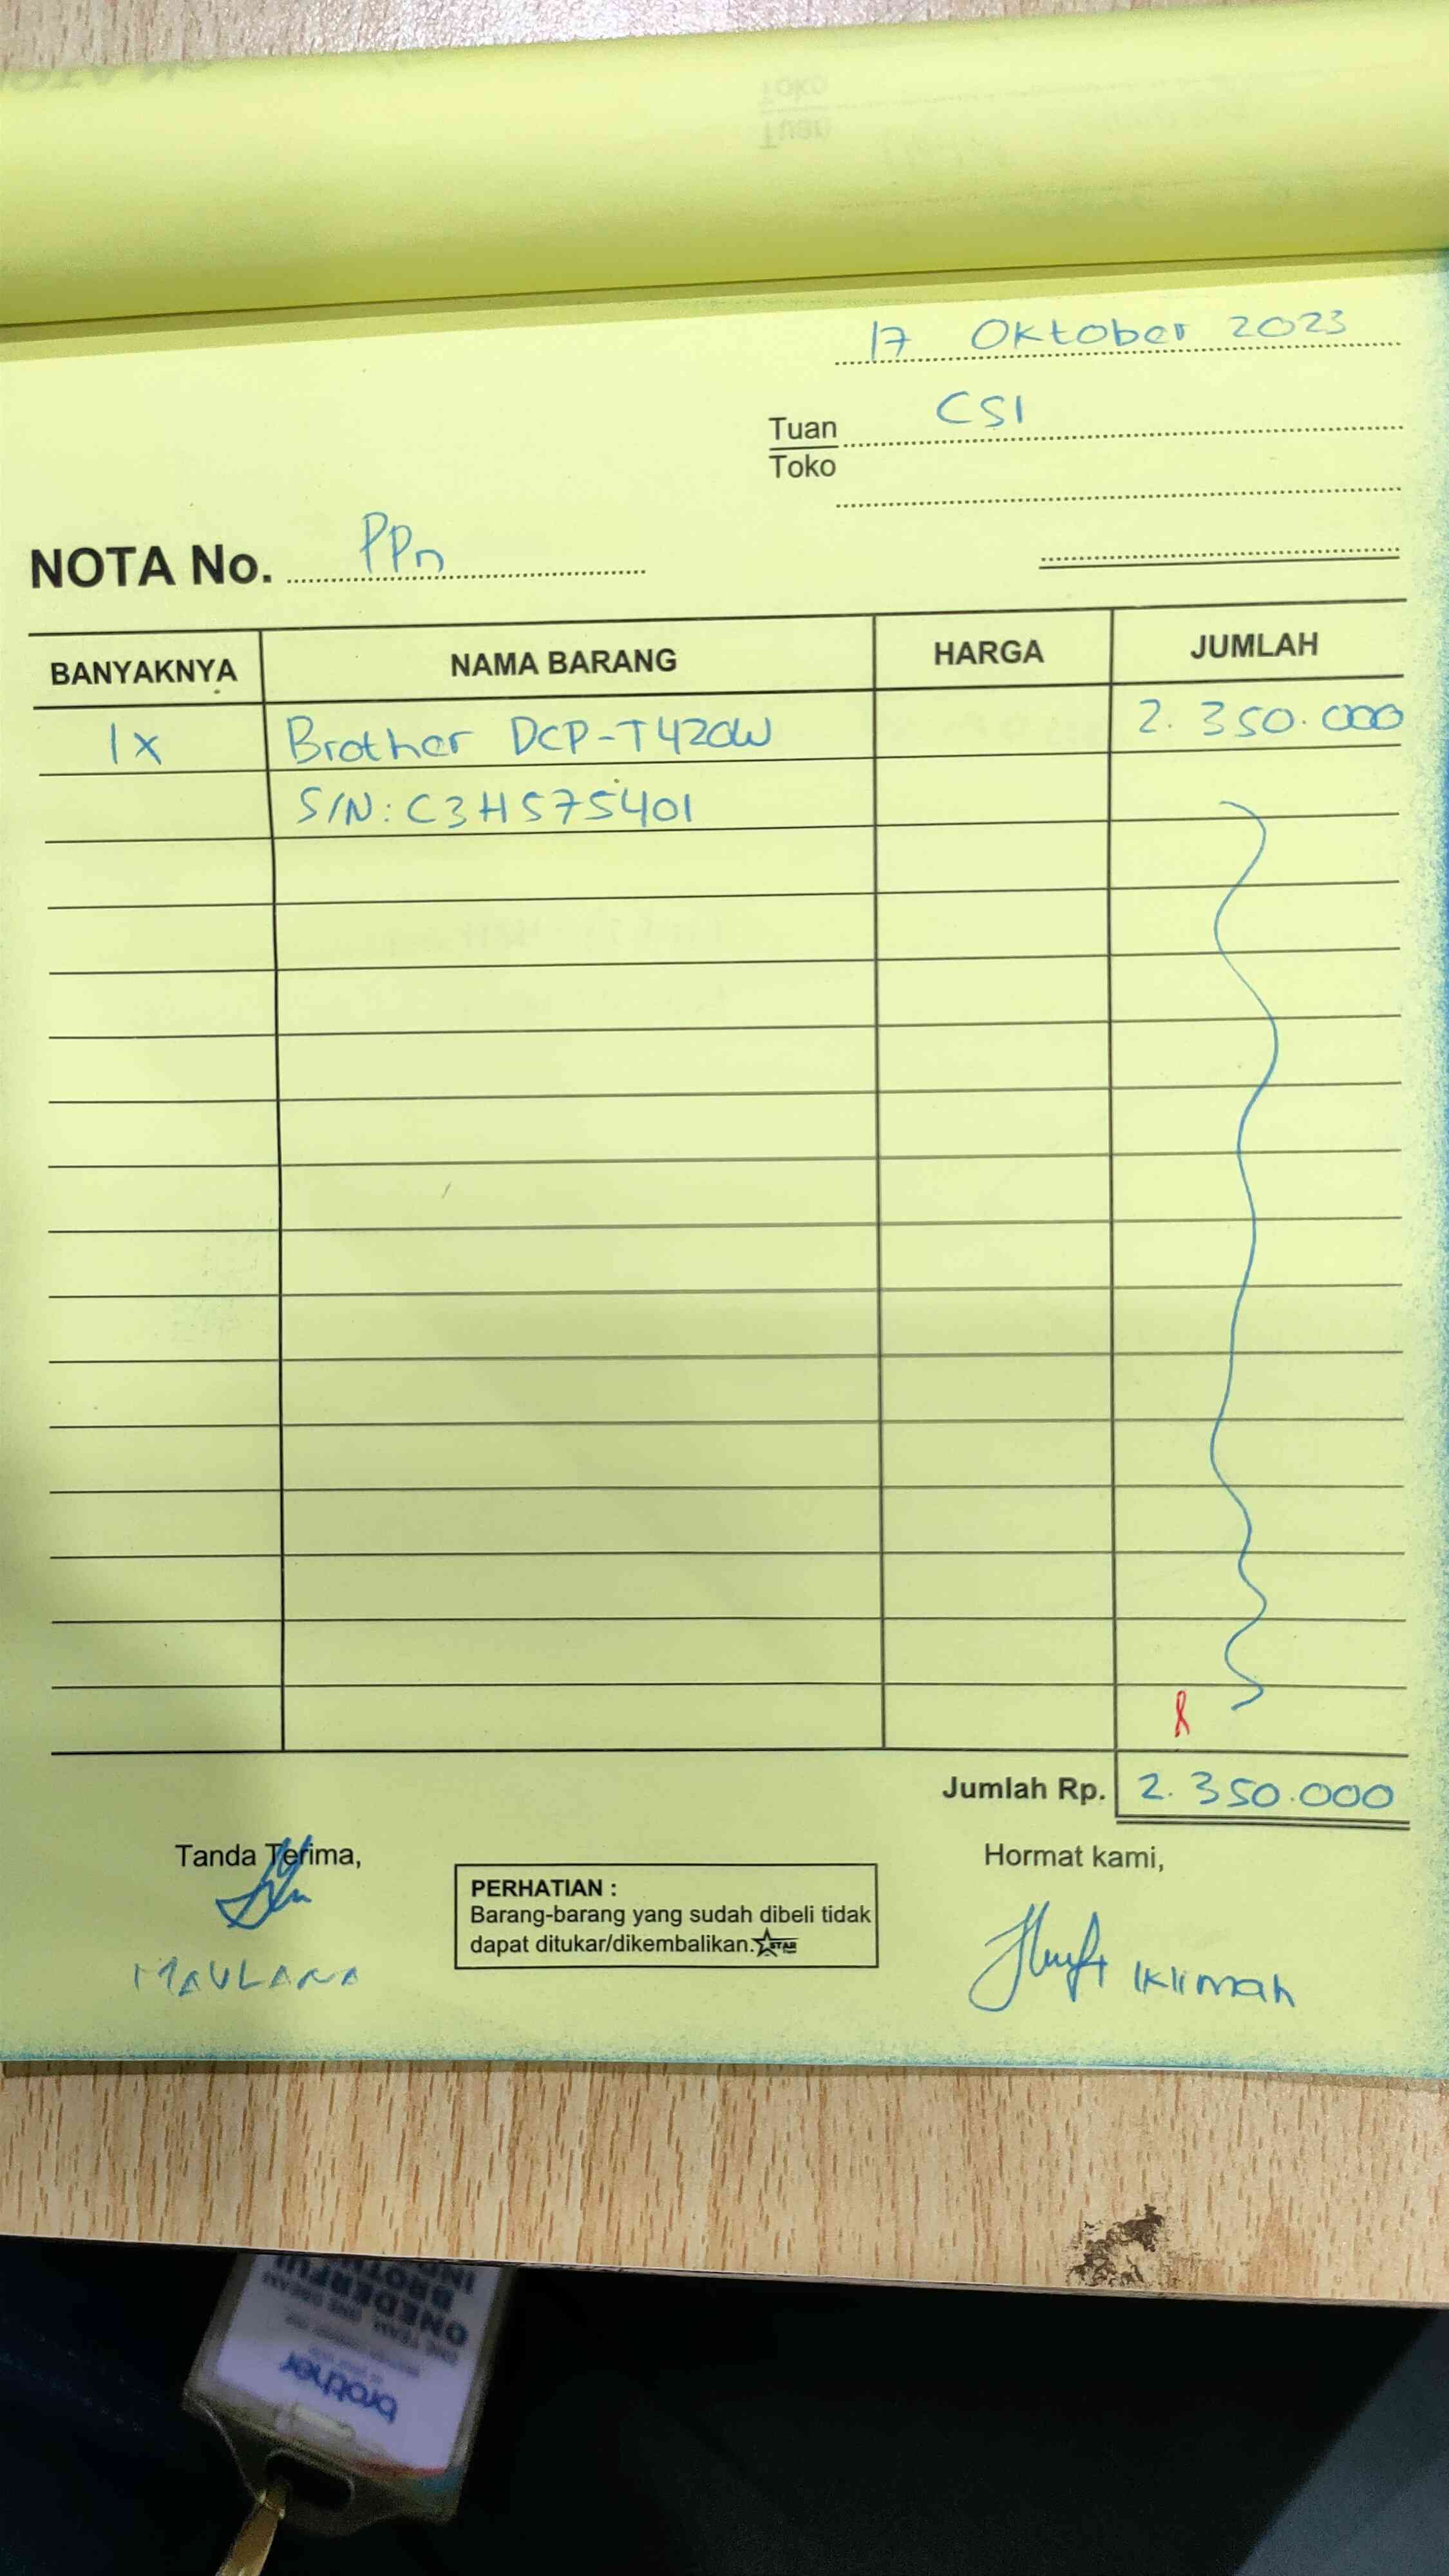 17 Oktober 2023
Tuan CSI
Toko
NOTA No. PPn
BANYAKNYA NAMA BARANG HARGA JUMLAH
1x Brother DCP-T420W 2.350.000
S/N: C3H575401
Jumlah Rp. 2.350.000
Tanda Terima,
MAULANA
PERHATIAN :
Barang-barang yang sudah dibeli tidak
dapat ditukar/dikembalikan. STAR
Hormat kami,
Iklimah
brother